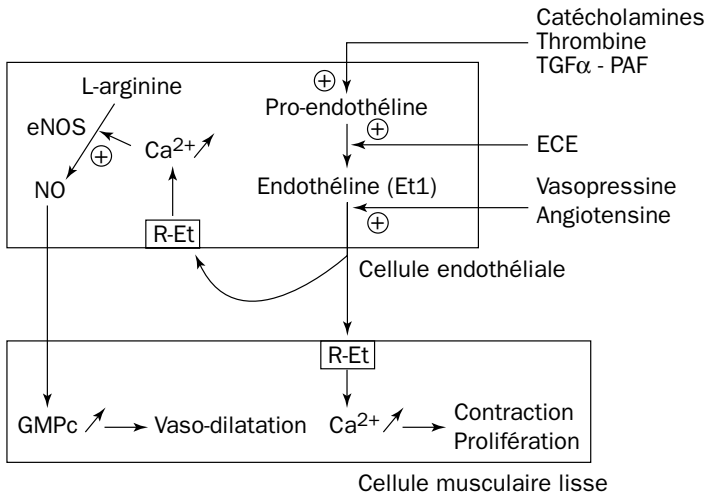 Catécholamines
Thrombine
TGFα - PAF
L-arginine
Pro-endothéline
eNOS
Ca2+
ECE
NO
Endothéline (Et1)
Vasopressine
Angiotensine
R-Et
Cellule endothéliale
R-Et
GMPc
Vaso-dilatation
Ca2+
Contraction
Prolifération
Cellule musculaire lisse